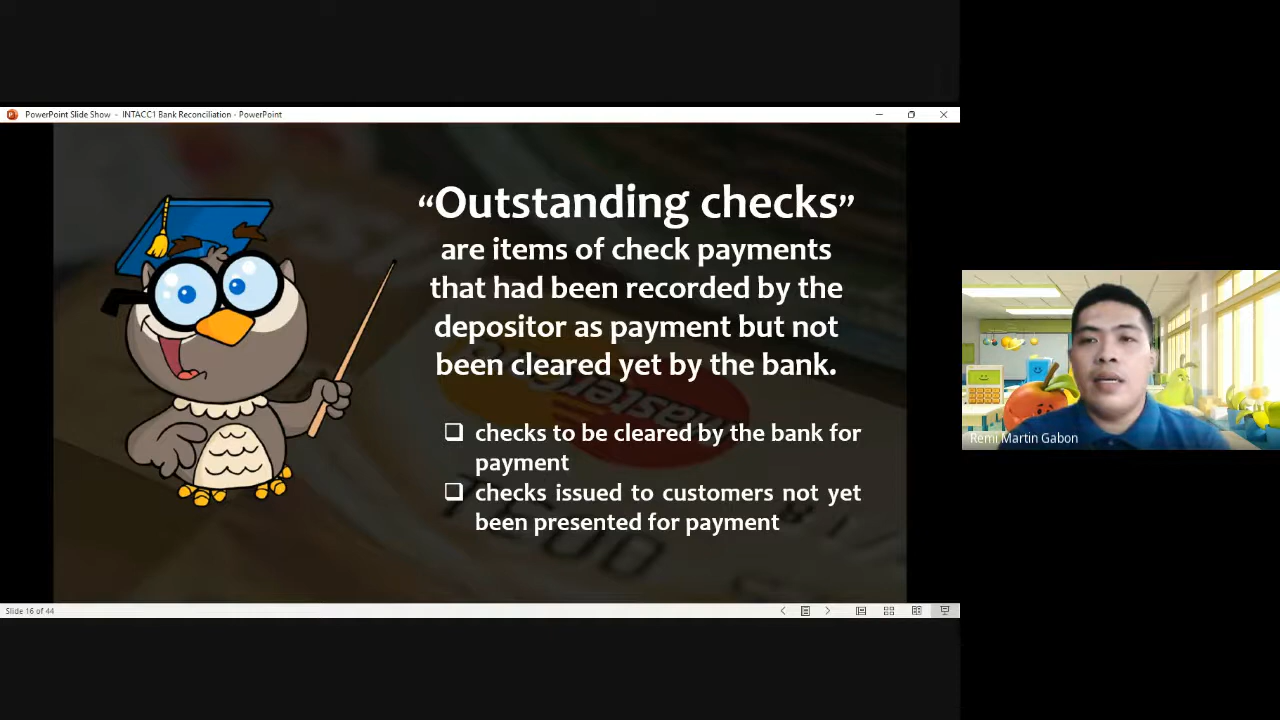 PowerPoint Slide Show - INTACC1 Bank Reconciliation - PowerPoint
“Outstanding checks”
are items of check payments
that had been recorded by the
depositor as payment but not
been cleared yet by the bank.
❑ checks to be cleared by the bank for
payment
❑ checks issued to customers not yet
been presented for payment
Slide 16 of 44
Remi Martin Gabon